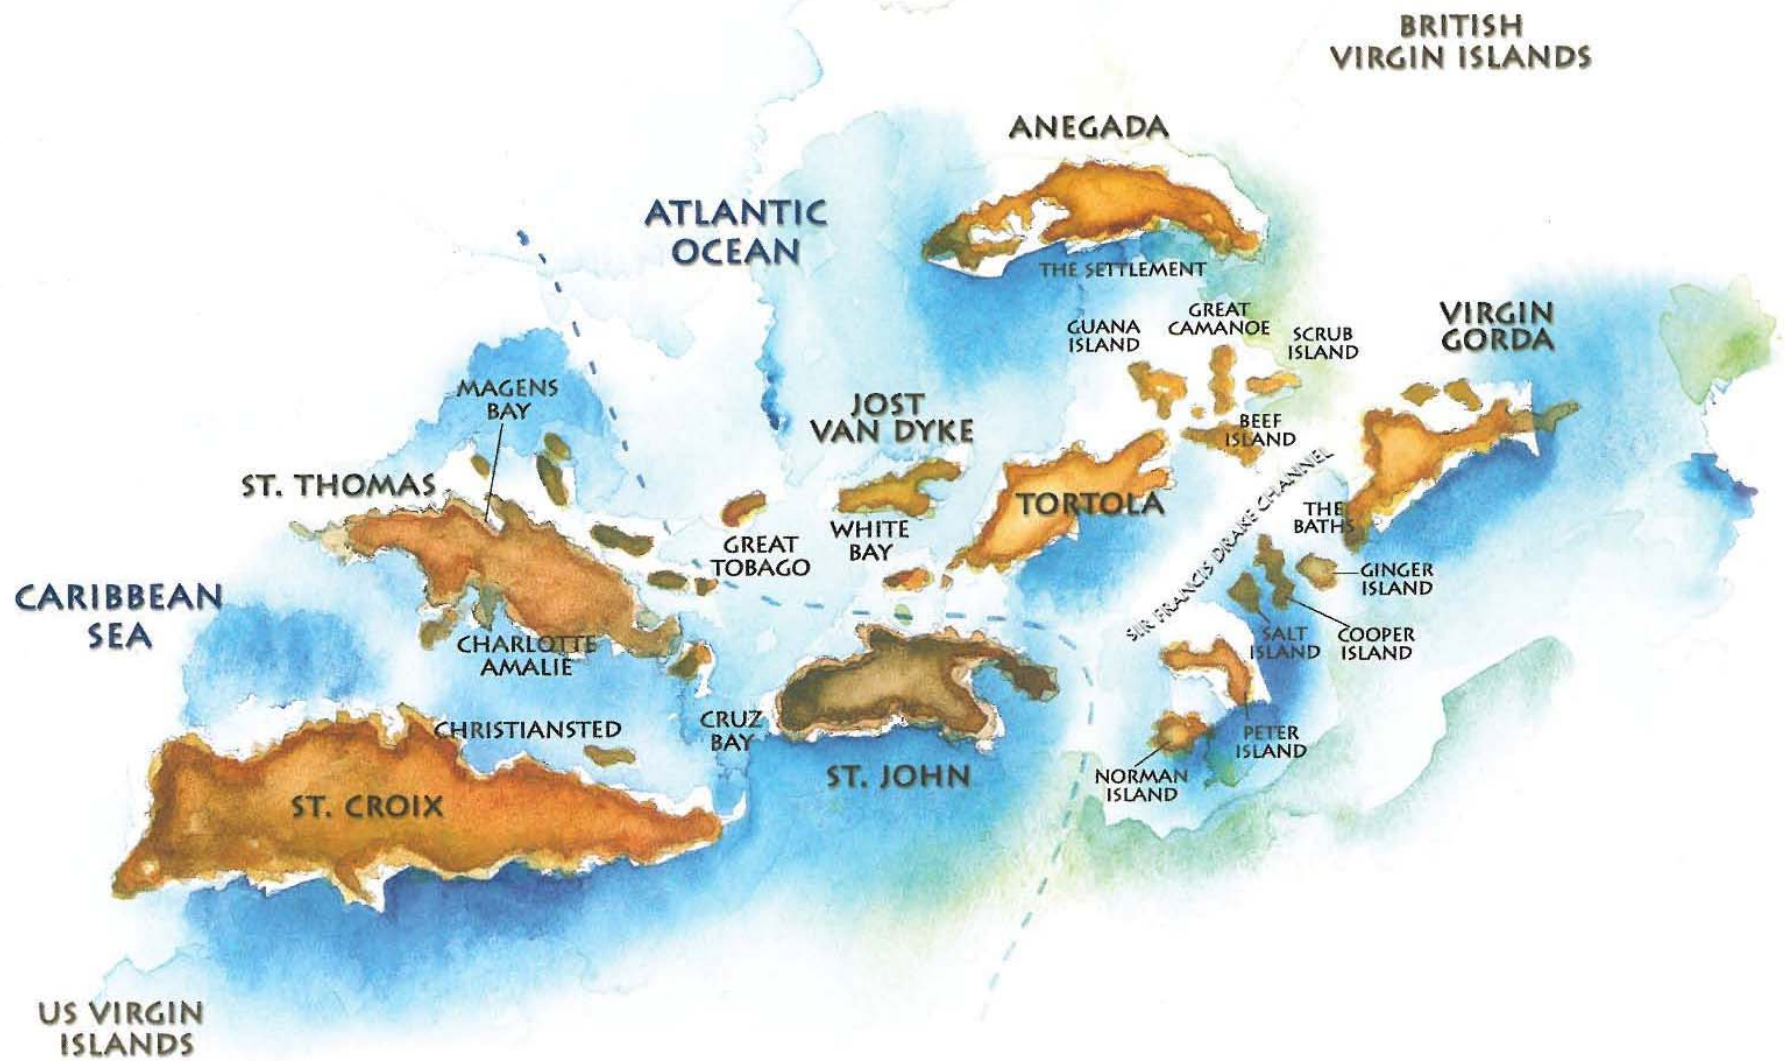 BRITISH
VIRGIN ISLANDS
ANEGADA
ATLANTIC
OCEAN
THE SETTLEMENT
GREAT
CAMANOE
GUANA
ISLAND
SCRUB
ISLAND
VIRGIN
GORDA
MAGENS
BAY
JOST
VAN DYKE
BEEF
ISLAND
ST. THOMAS
TORTOLA
SIR FRANCIS DRAKE CHANNEL
THE
BATHS
WHITE
BAY
GREAT
TOBAGO
GINGER
ISLAND
CARIBBEAN
SEA
CHARLOTTE
AMALIE
SALT
ISLAND
COOPER
ISLAND
CHRISTIANSTED
CRUZ
BAY
PETER
ISLAND
ST. JOHN
NORMAN
ISLAND
ST. CROIX
US VIRGIN
ISLANDS